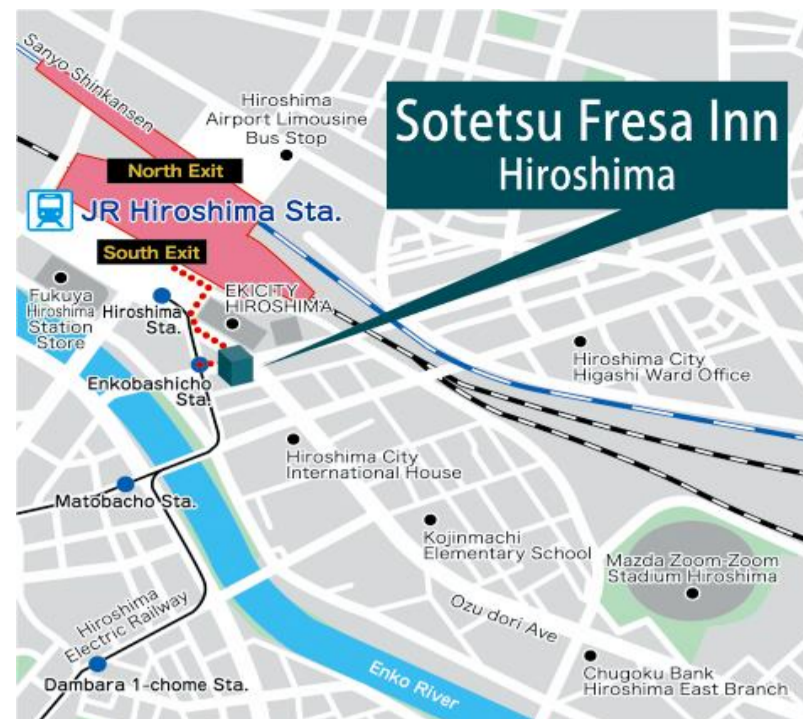 Sanyo Shinkansen
Hiroshima
Airport Limousine
Bus Stop
Sotetsu Fresa Inn
Hiroshima
North Exit
JR Hiroshima Sta.
South Exit
Fukuya
Hiroshima
Station
Store
Hiroshima
Sta.
EKICITY
HIROSHIMA
Enkobashicho
Sta.
Hiroshima City
Higashi Ward Office
Hiroshima City
International House
Matobacho Sta.
Kojinmachi
Elementary School
Mazda Zoom-Zoom
Stadium Hiroshima
Hiroshima
Electric Railway
Ozu dori Ave
Enko River
Dambara 1-chome Sta.
Chugoku Bank
Hiroshima East Branch